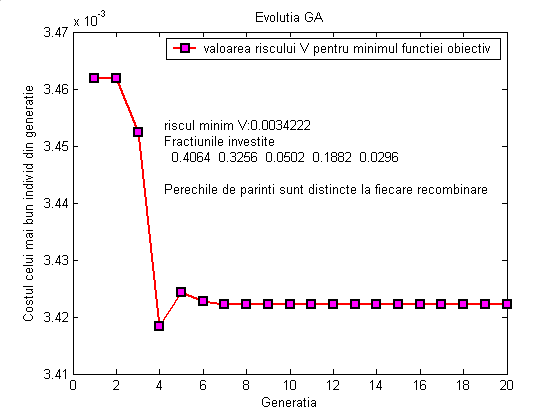 Evolutia GA
x 10⁻³
valoarea riscului V pentru minimul functiei obiectiv
3.47
3.46
3.45
3.44
3.43
3.42
3.41
Costul celui mai bun individ din generatie
riscul minim V:0.0034222
Fractiunile investite
0.4064 0.3256 0.0502 0.1882 0.0296
Perechile de parinti sunt distincte la fiecare recombinare
0 2 4 6 8 10 12 14 16 18 20
Generatia